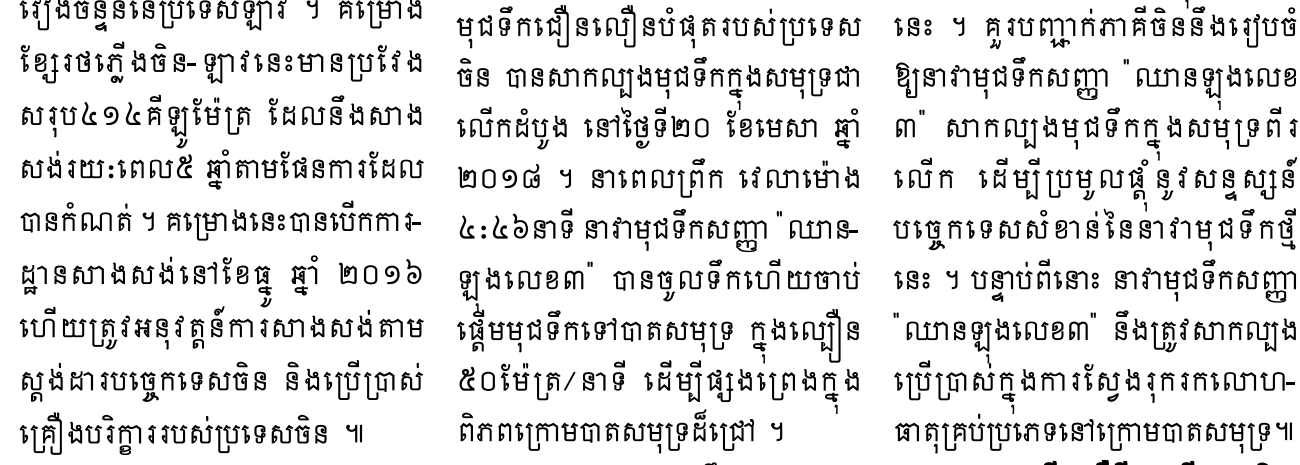 វៀងចន្ទន៍នៃប្រទេសឡាវ ។ គម្រោង
ខ្សែរថភ្លើងចិន-ឡាវនេះមានប្រវែង
សរុប៤១៤គីឡូម៉ែត្រ ដែលនឹងសាង
សង់រយៈពេល៥ ឆ្នាំតាមផែនការដែល
បានកំណត់ ។ គម្រោងនេះបានបើកការ-
ដ្ឋានសាងសង់នៅខែធ្នូ ឆ្នាំ ២០១៦
ហើយត្រូវអនុវត្តន៍ការសាងសង់តាម
ស្តង់ដារបច្ចេកទេសចិន និងប្រើប្រាស់
គ្រឿងបរិក្ខាររបស់ប្រទេសចិន ៕
មុជទឹកជឿនលឿនបំផុតរបស់ប្រទេស
ចិន បានសាកល្បងមុជទឹកក្នុងសមុទ្រជា
លើកដំបូង នៅថ្ងៃទី២០ ខែមេសា ឆ្នាំ
២០១៨ ។ នាពេលព្រឹក វេលាម៉ោង
៤:៤៦នាទី នាវាមុជទឹកសញ្ញា "ឈាន-
ឡុងលេខ៣" បានចូលទឹកហើយចាប់
ផ្តើមមុជទឹកទៅបាតសមុទ្រ ក្នុងល្បឿន
៥០ម៉ែត្រ/នាទី ដើម្បីផ្សងព្រេងក្នុង
ពិភពក្រោមបាតសមុទ្រដ៏ជ្រៅ ។
នេះ ។ គួរបញ្ជាក់ភាគីចិននឹងរៀបចំ
ឱ្យនាវាមុជទឹកសញ្ញា "ឈានឡុងលេខ
៣" សាកល្បងមុជទឹកក្នុងសមុទ្រពីរ
លើក ដើម្បីប្រមូលផ្តុំនូវសន្ទស្សន៍
បច្ចេកទេសសំខាន់នៃនាវាមុជទឹកថ្មី
នេះ ។ បន្ទាប់ពីនោះ នាវាមុជទឹកសញ្ញា
"ឈានឡុងលេខ៣" នឹងត្រូវសាកល្បង
ប្រើប្រាស់ក្នុងការស្វែងរុករកលោហ-
ធាតុគ្រប់ប្រភេទនៅក្រោមបាតសមុទ្រ៕